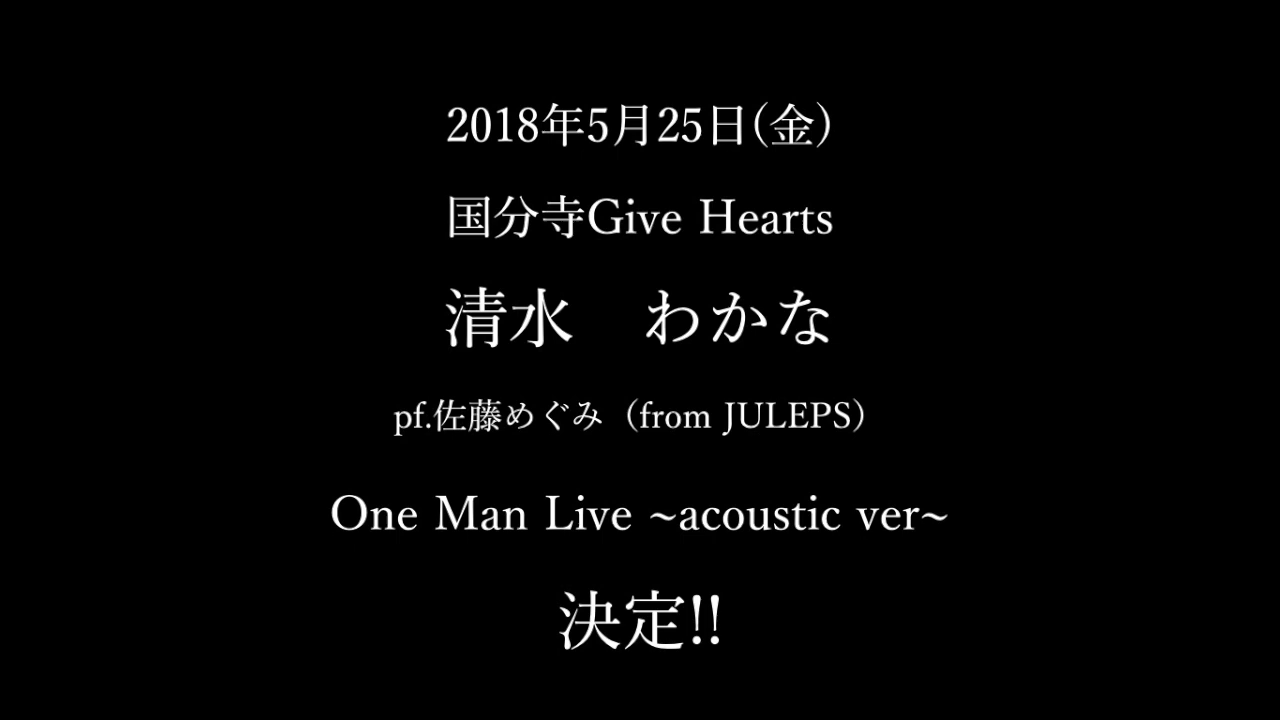 2018年5月25日(金)
国分寺Give Hearts
清水　わかな
pf.佐藤めぐみ（from JULEPS）
One Man Live ~acoustic ver~
決定!!